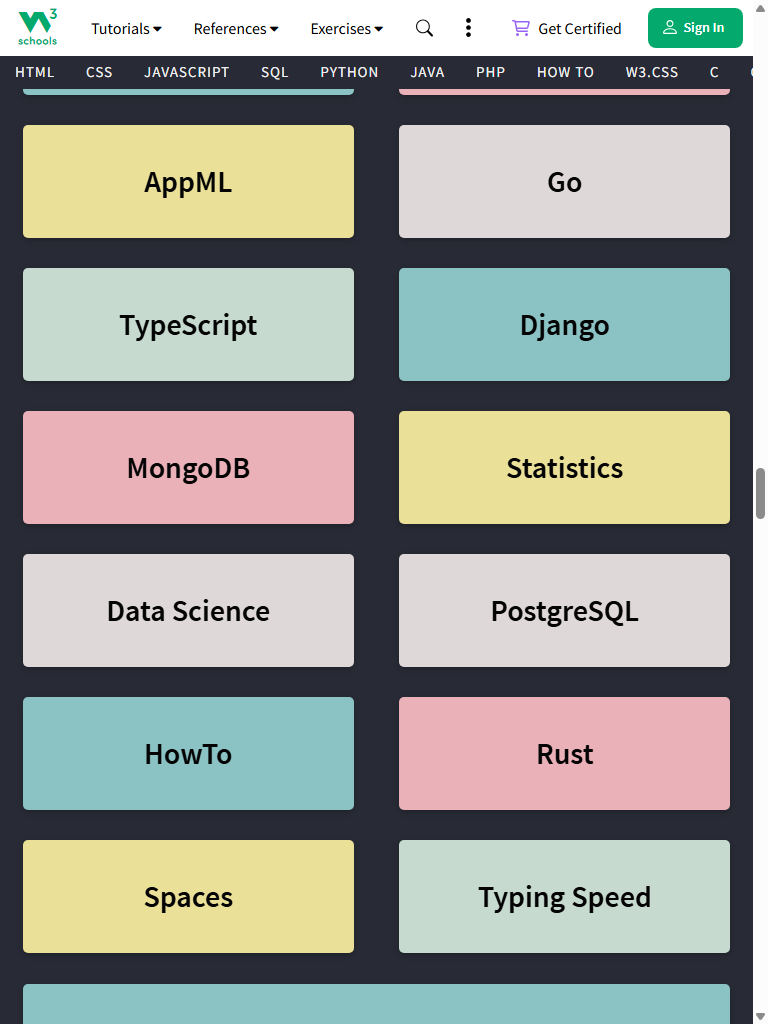 3
schools
Tutorials References Exercises Get Certified Sign In
HTML CSS JAVASCRIPT SQL PYTHON JAVA PHP HOW TO W3.CSS C
AppML Go
TypeScript Django
MongoDB Statistics
Data Science PostgreSQL
HowTo Rust
Spaces Typing Speed